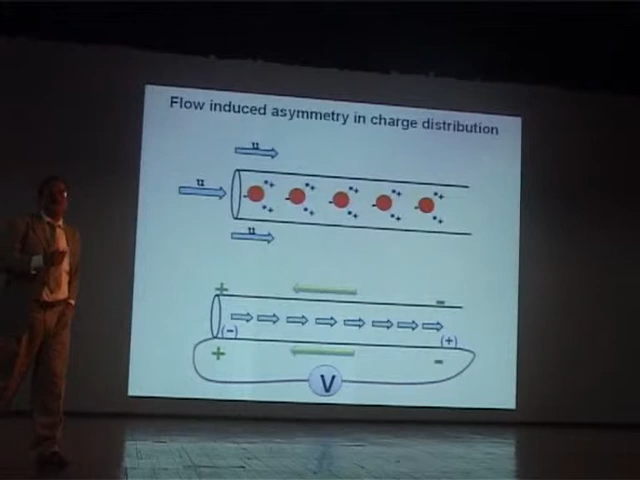 Flow induced asymmetry in charge distribution
u
u
u
+ -
(-) (+)
+ -
V